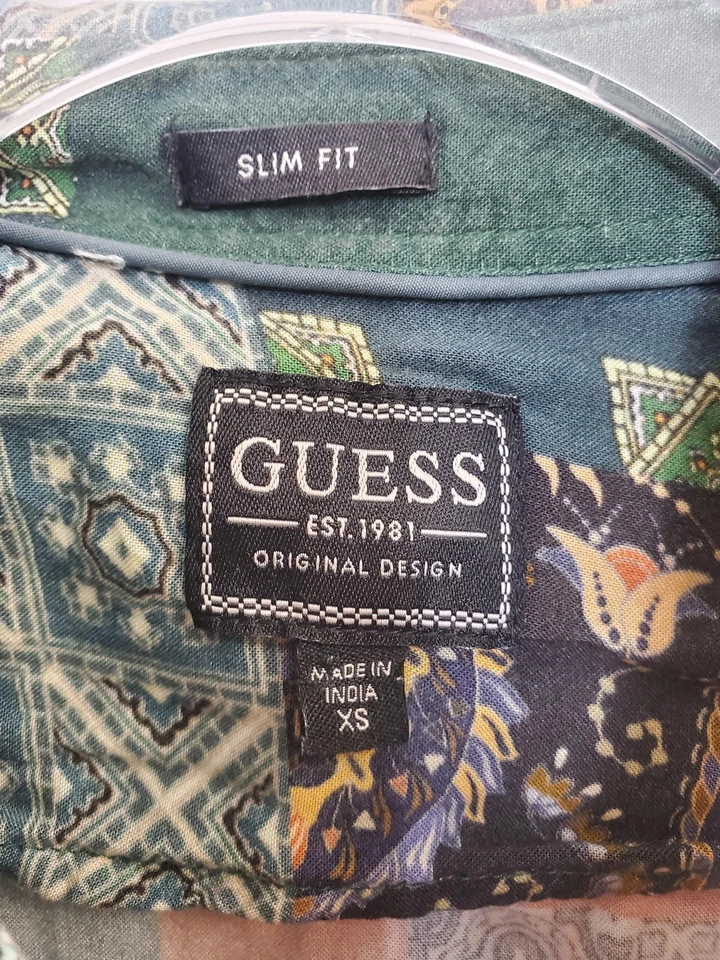 SLIM FIT
GUESS
EST. 1981
ORIGINAL DESIGN
MADE IN
INDIA
XS